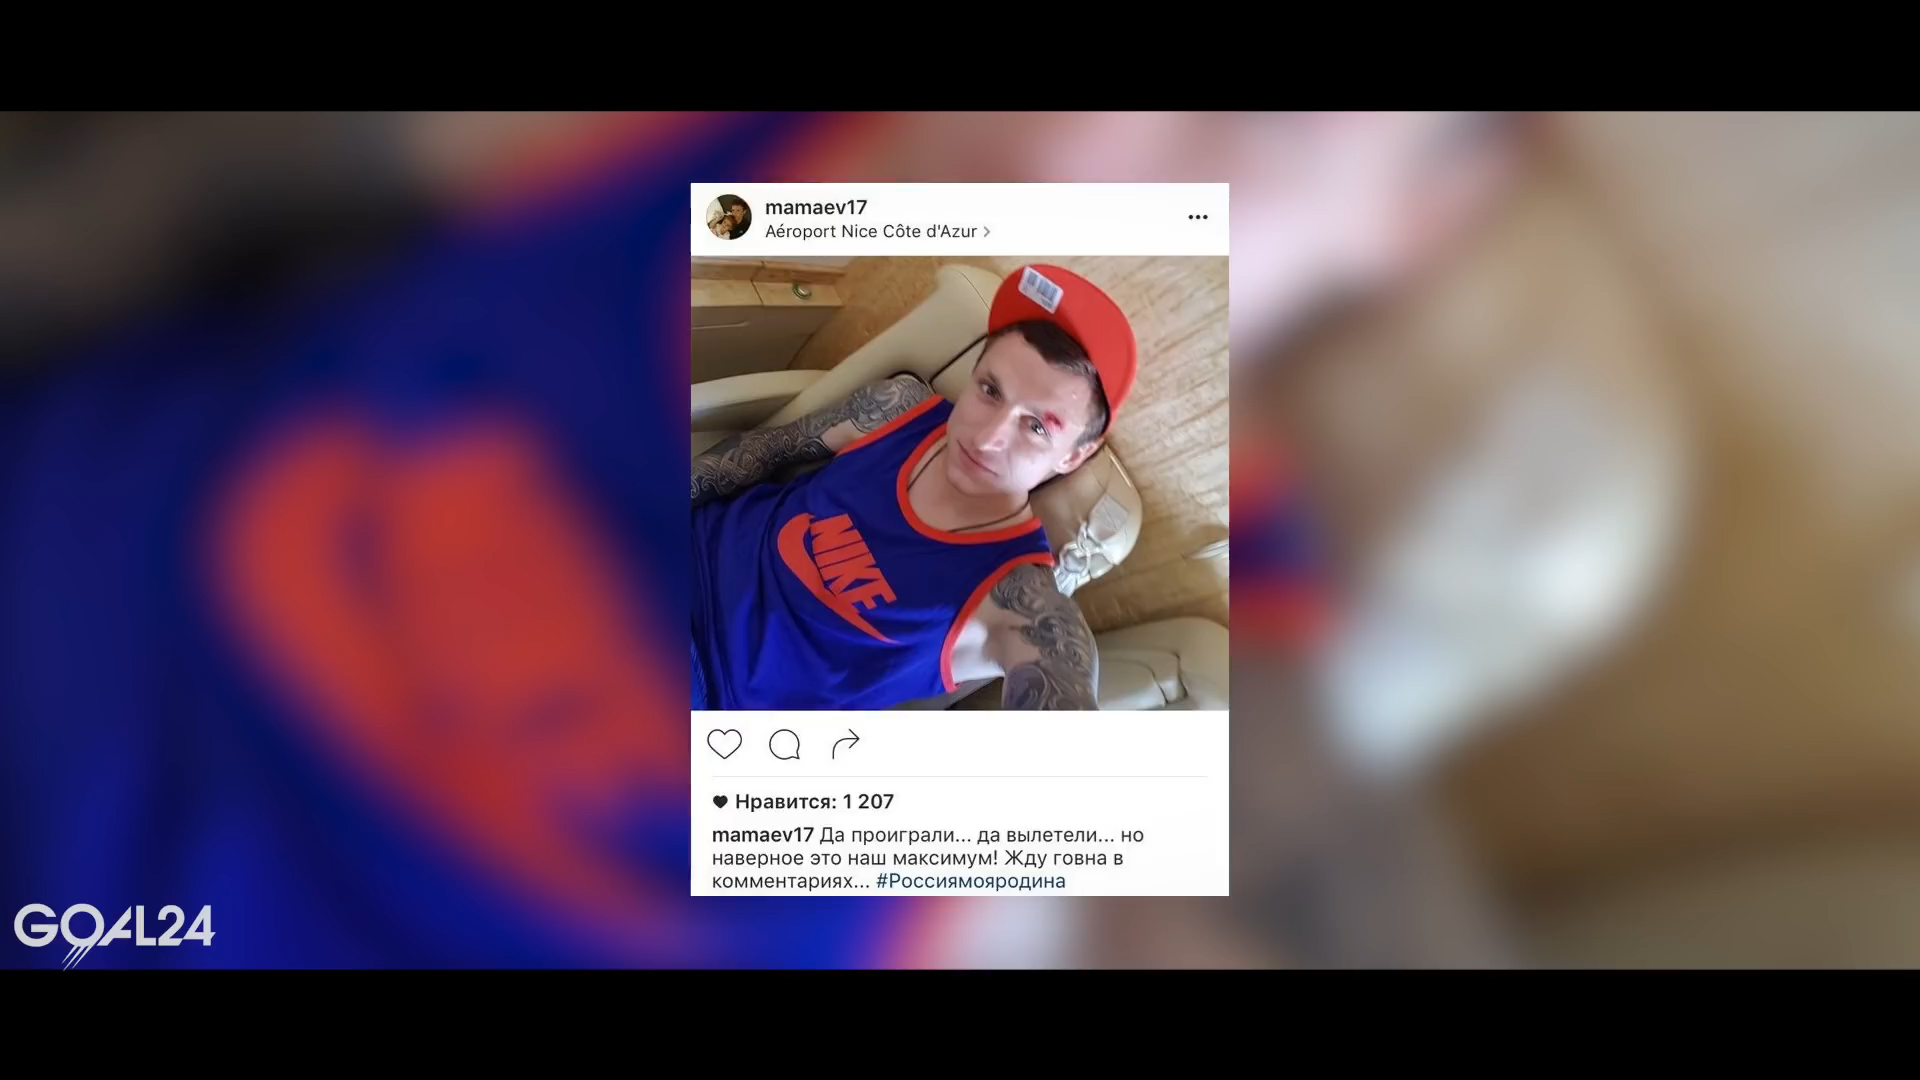 mamaev17
Aéroport Nice Côte d'Azur >
NIKE
Нравится: 1 207
mamaev17 Да проиграли... да вылетели... но
наверное это наш максимум! Жду говна в
комментариях... #Россиямояродина
GOAL24